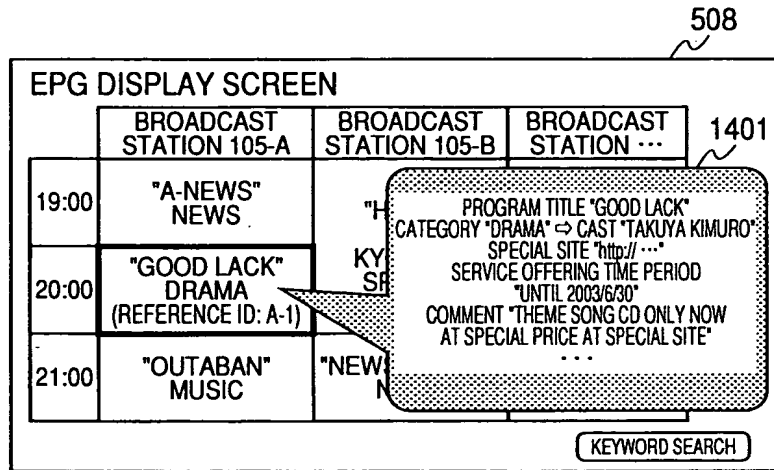 508
EPG DISPLAY SCREEN
BROADCAST STATION 105-A
BROADCAST STATION 105-B
BROADCAST STATION ...
1401
19:00
"A-NEWS"
NEWS
"H
20:00
"GOOD LACK"
DRAMA
(REFERENCE ID: A-1)
KY
SP
21:00
"OUTABAN"
MUSIC
"NEW
N
PROGRAM TITLE "GOOD LACK"
CATEGORY "DRAMA" ⇨ CAST "TAKUYA KIMURO"
SPECIAL SITE "http:// ..."
SERVICE OFFERING TIME PERIOD
"UNTIL 2003/6/30"
COMMENT "THEME SONG CD ONLY NOW
AT SPECIAL PRICE AT SPECIAL SITE"
...
KEYWORD SEARCH